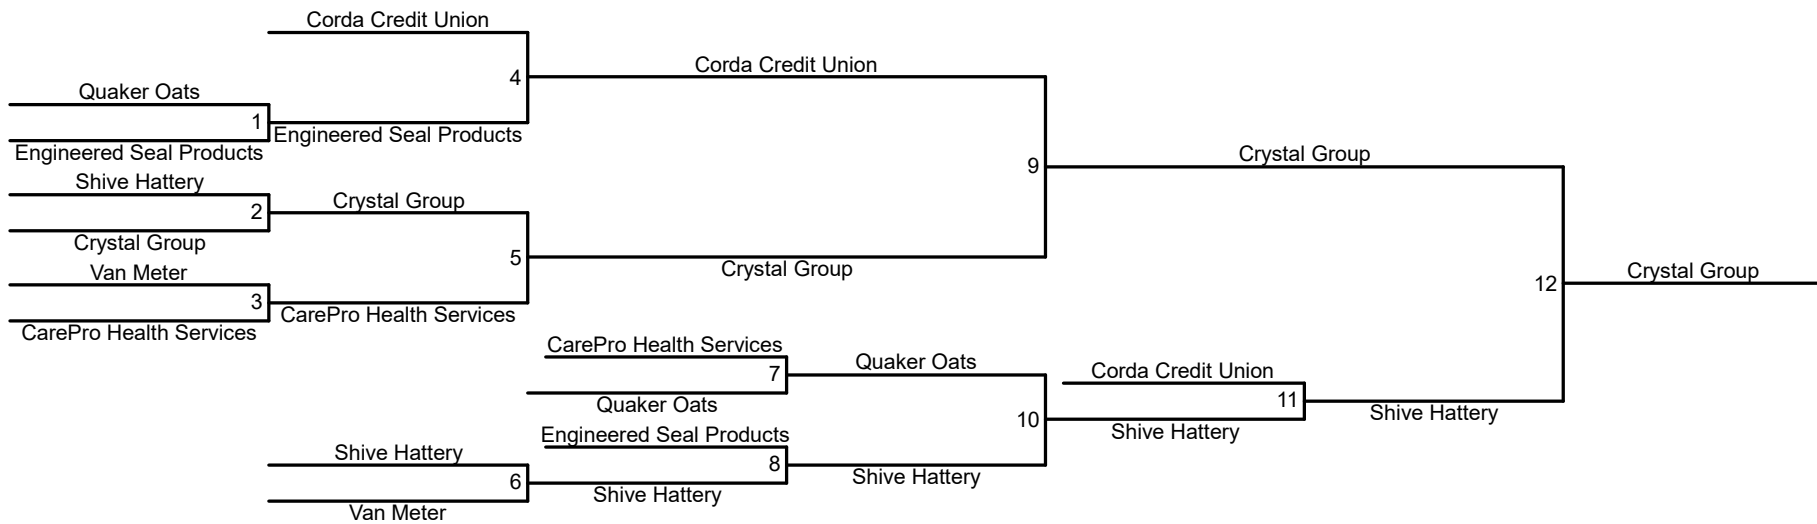 Corda Credit Union
4
Corda Credit Union
Quaker Oats
1
Engineered Seal Products
Engineered Seal Products
9
Crystal Group
Shive Hattery
2
Crystal Group
Crystal Group
5
Crystal Group
Van Meter
3
CarePro Health Services
CarePro Health Services
12
Crystal Group
CarePro Health Services
7
Quaker Oats
Quaker Oats
10
Corda Credit Union
11
Shive Hattery
Shive Hattery
Engineered Seal Products
8
Shive Hattery
Shive Hattery
Shive Hattery
6
Van Meter